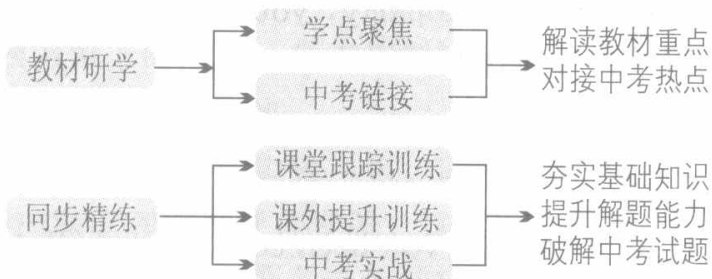 教材研学
学点聚焦
中考链接
解读教材重点
对接中考热点
同步精练
课堂跟踪训练
课外提升训练
中考实战
夯实基础知识
提升解题能力
破解中考试题